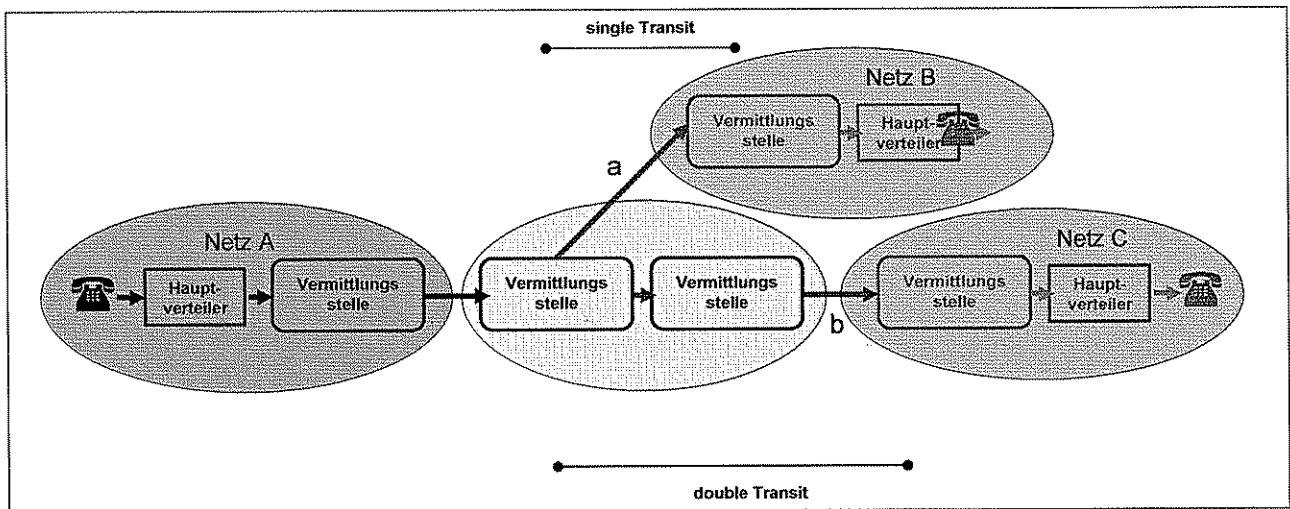 single Transit
Netz B
Vermittlungs
stelle
Haupt-
verteiler
a
Netz A
Haupt-
verteiler
Vermittlungs
stelle
Vermittlungs
stelle
Vermittlungs
stelle
b
Netz C
Vermittlungs
stelle
Haupt-
verteiler
double Transit